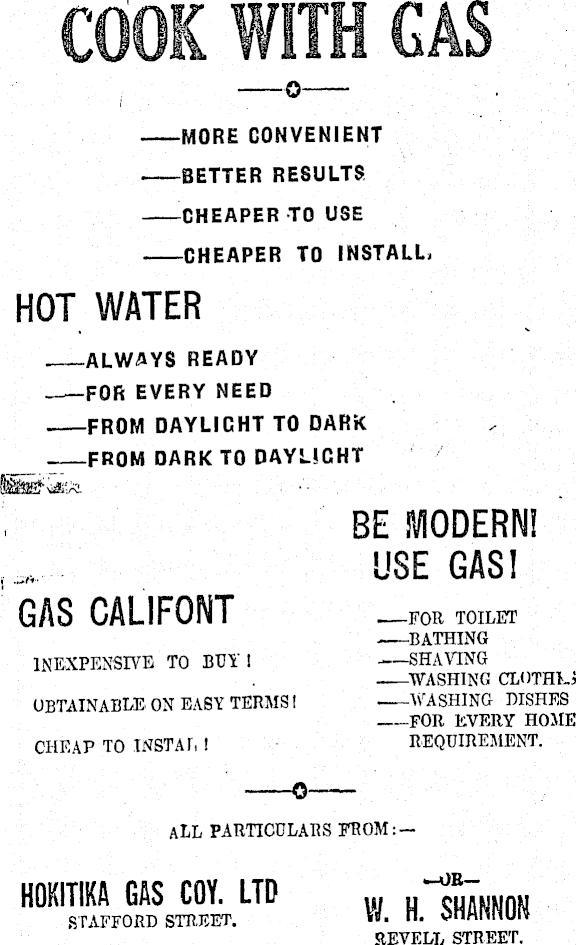 COOK WITH GAS
——MORE CONVENIENT
——BETTER RESULTS
——CHEAPER TO USE
——CHEAPER TO INSTALL.
HOT WATER
——ALWAYS READY
——FOR EVERY NEED
——FROM DAYLIGHT TO DARK
——FROM DARK TO DAYLIGHT
BE MODERN!
USE GAS!
GAS CALIFONT
INEXPENSIVE TO BUY!
OBTAINABLE ON EASY TERMS!
CHEAP TO INSTAL!
——FOR TOILET
——BATHING
——SHAVING
——WASHING CLOTHES
——WASHING DISHES
——FOR EVERY HOME
REQUIREMENT.
ALL PARTICULARS FROM:—
HOKITIKA GAS COY. LTD
STAFFORD STREET.
—OR—
W. H. SHANNON
REVELL STREET.